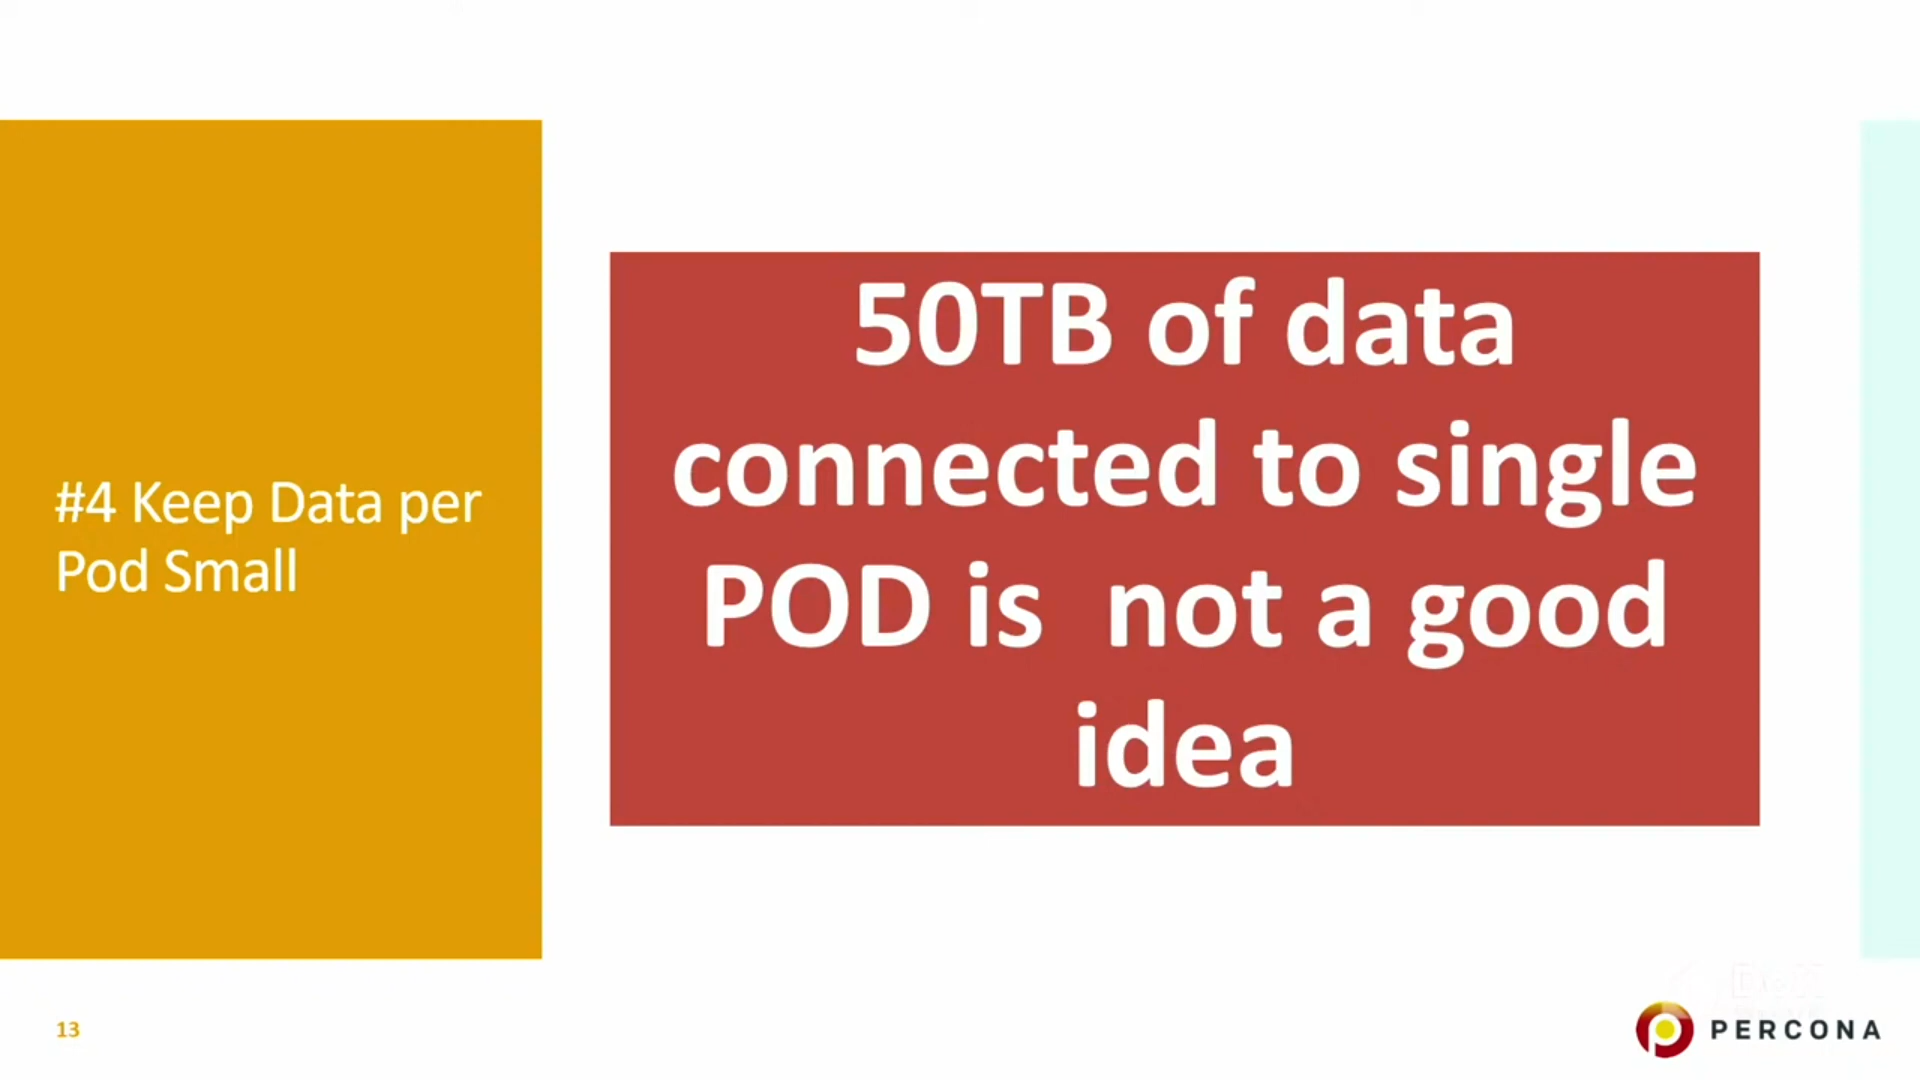 #4 Keep Data per
Pod Small
50TB of data
connected to single
POD is  not a good
idea
13
PERCONA